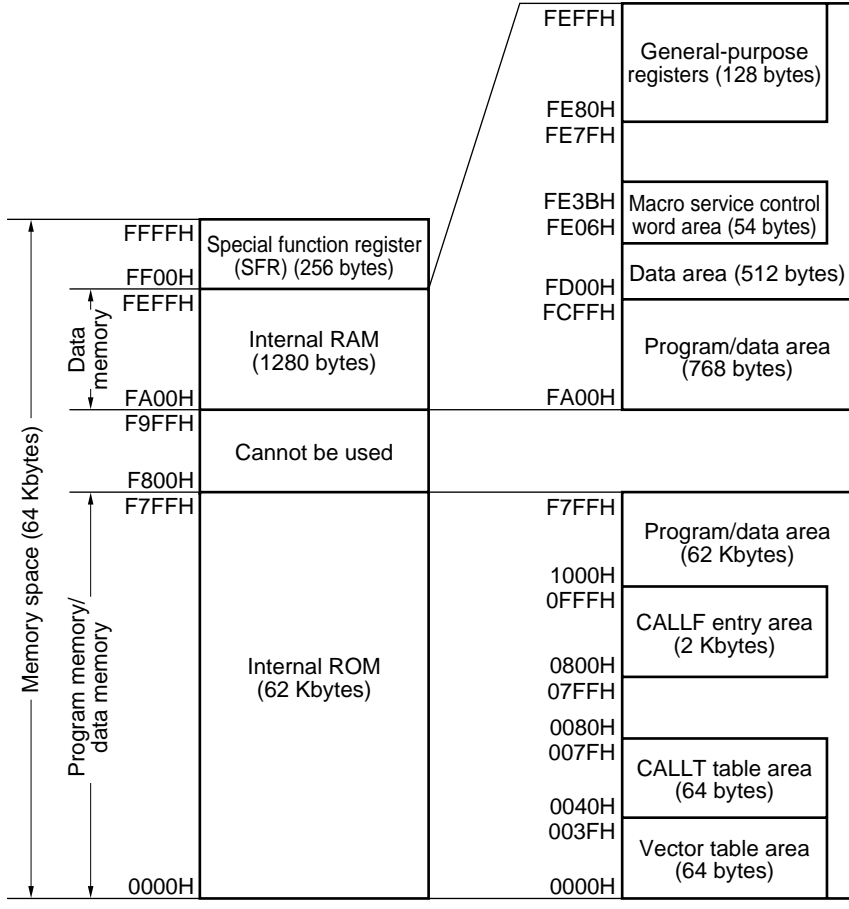 FEFFH
General-purpose
registers (128 bytes)
FE80H
FE7FH
FE3BH
Macro service control
FE06H
word area (54 bytes)
FFFFH
Special function register
(SFR) (256 bytes)
Data area (512 bytes)
FF00H
FD00H
FEFFH
FCFFH
Data
memory
Internal RAM
(1280 bytes)
Program/data area
(768 bytes)
FA00H
FA00H
F9FFH
Cannot be used
F800H
Memory space (64 Kbytes)
F7FFH
F7FFH
Program/data area
(62 Kbytes)
1000H
0FFFH
Program memory/
data memory
Internal ROM
(62 Kbytes)
CALLF entry area
(2 Kbytes)
0800H
07FFH
0080H
007FH
CALLT table area
(64 bytes)
0040H
003FH
Vector table area
(64 bytes)
0000H
0000H